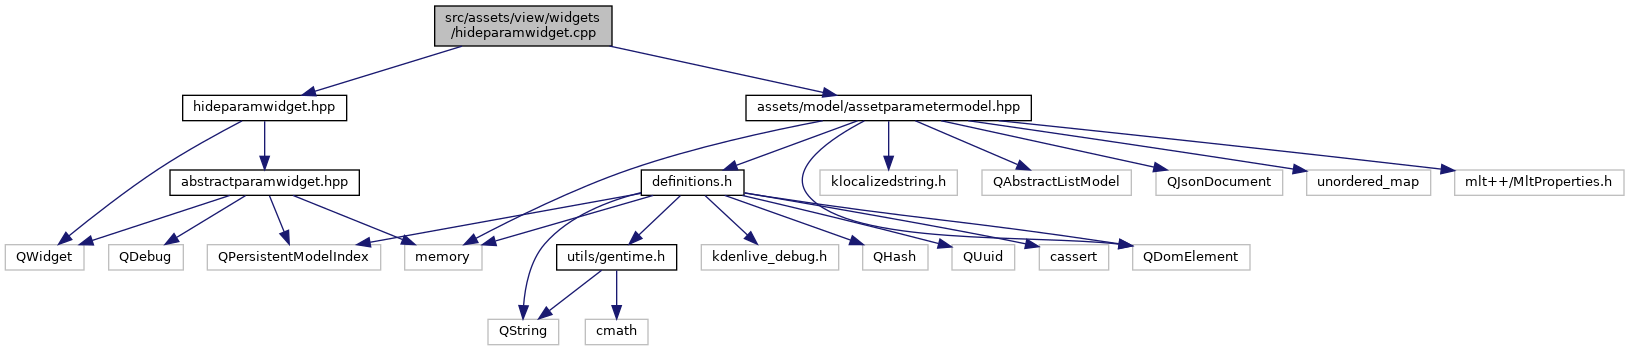 src/assets/view/widgets
/hideparamwidget.cpp
hideparamwidget.hpp
assets/model/assetparametermodel.hpp
abstractparamwidget.hpp
definitions.h
klocalizedstring.h
QAbstractListModel
QJsonDocument
unordered_map
mlt++/MltProperties.h
QWidget
QDebug
QPersistentModelIndex
memory
utils/gentime.h
kdenlive_debug.h
QHash
QUuid
cassert
QDomElement
QString
cmath